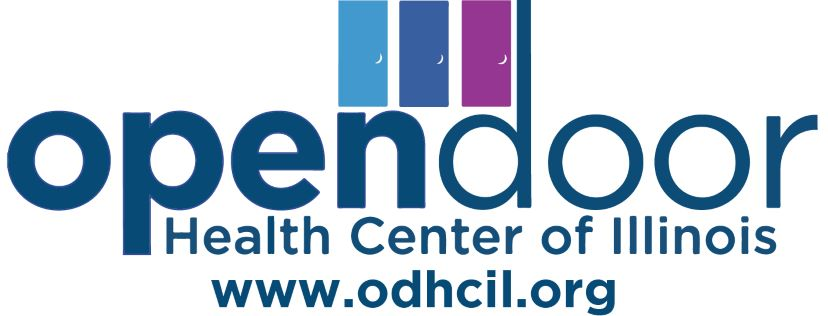 opendoor
Health Center of Illinois
www.odhcil.org